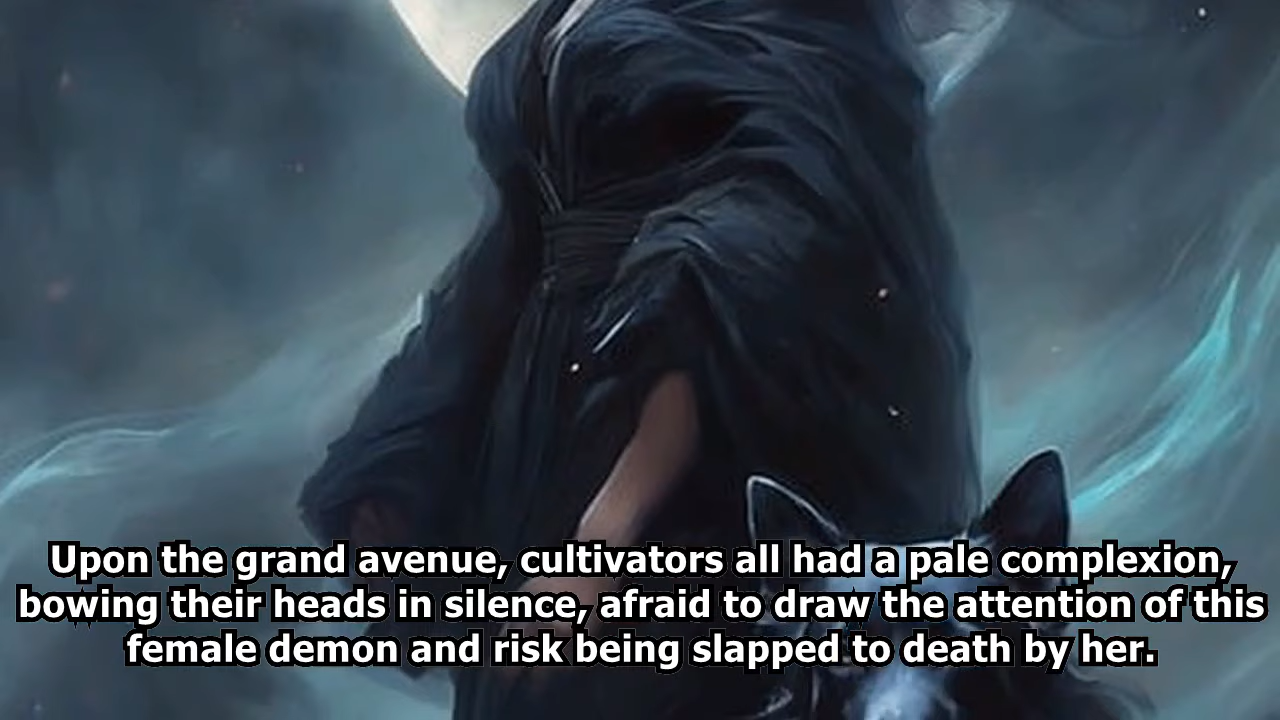 Upon the grand avenue, cultivators all had a pale complexion,
bowing their heads in silence, afraid to draw the attention of this
female demon and risk being slapped to death by her.